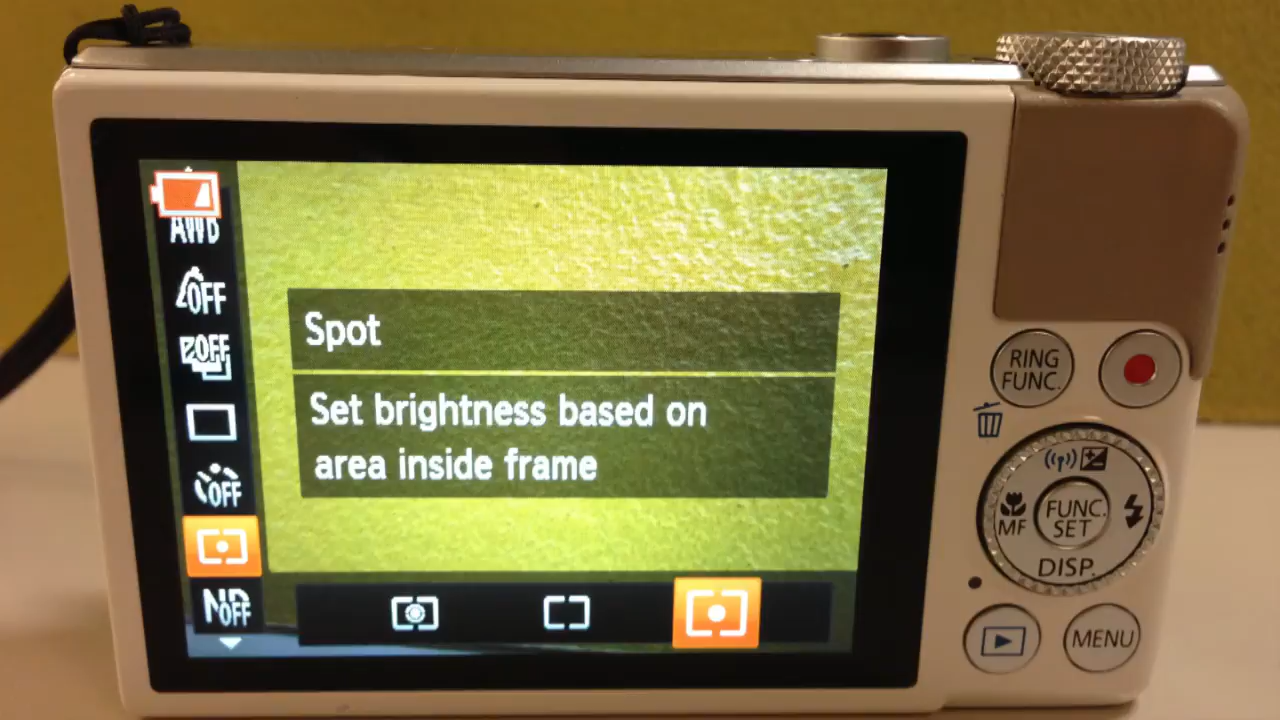 AWB
OFF
OFF
OFF
ND
OFF
Spot
Set brightness based on
area inside frame
RING
FUNC.
MF
FUNC.
SET
DISP.
MENU